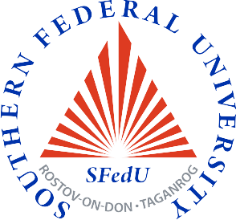 SOUTHERN FEDERAL UNIVERSITY
SFedU
ROSTOV-ON-DON · TAGANROG